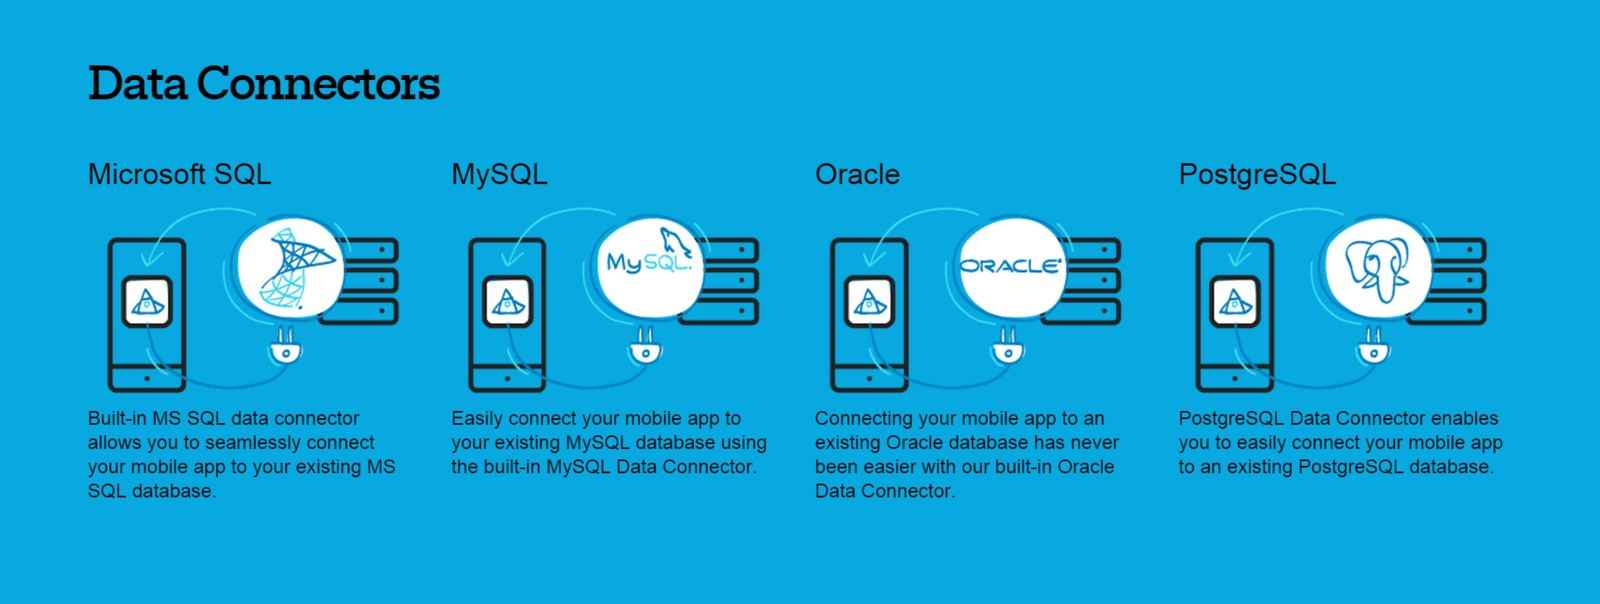 Data Connectors
Microsoft SQL
Built-in MS SQL data connector
allows you to seamlessly connect
your mobile app to your existing MS
SQL database.
MySQL
MySQL.
Easily connect your mobile app to
your existing MySQL database using
the built-in MySQL Data Connector.
Oracle
ORACLE
Connecting your mobile app to an
existing Oracle database has never
been easier with our built-in Oracle
Data Connector.
PostgreSQL
PostgreSQL Data Connector enables
you to easily connect your mobile app
to an existing PostgreSQL database.